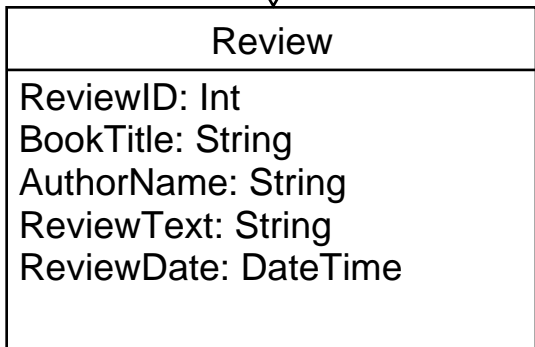 Review
ReviewID: Int
BookTitle: String
AuthorName: String
ReviewText: String
ReviewDate: DateTime